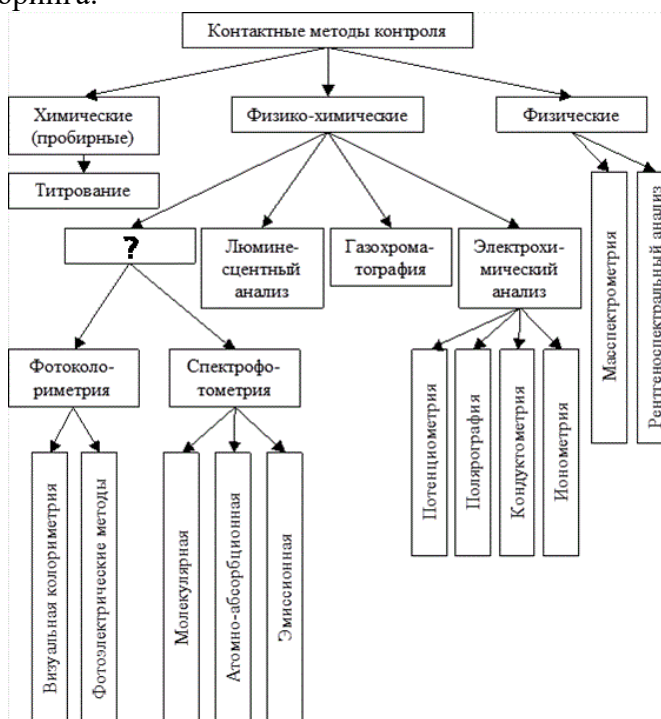 оринга.
Контактные методы контроля
Химические
(пробирные)
Физико-химические
Физические
Титрование
?
Люмине-
сцентный
анализ
Газохрома-
тография
Электрохи-
мический
анализ
Масспектрометрия
Рентгеноспектральный анализ
Фотоколо-
риметрия
Спектрофо-
тометрия
Потенциометрия
Полярография
Кондуктометрия
Ионометрия
Визуальная колориметрия
Фотоэлектрические методы
Молекулярная
Атомно-абсорбционная
Эмиссионная